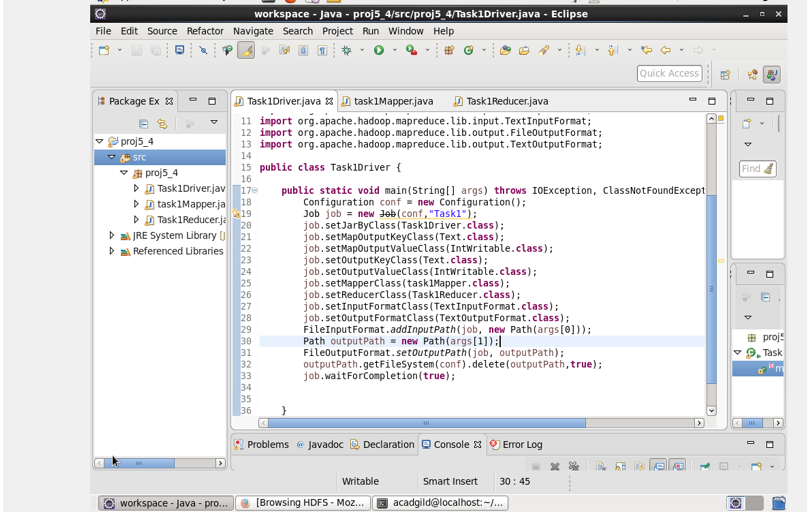 workspace - Java - proj5_4/src/proj5_4/Task1Driver.java - Eclipse
File Edit Source Refactor Navigate Search Project Run Window Help
Quick Access
Package Ex
Task1Driver.java
task1Mapper.java
Task1Reducer.java
proj5_4
src
proj5_4
Task1Driver.jav
task1Mapper.ja
Task1Reducer.j
JRE System Library [J
Referenced Libraries
11 import org.apache.hadoop.mapreduce.lib.input.TextInputFormat;
12 import org.apache.hadoop.mapreduce.lib.output.FileOutputFormat;
13 import org.apache.hadoop.mapreduce.lib.output.TextOutputFormat;
14
15 public class Task1Driver {
16
17 public static void main(String[] args) throws IOException, ClassNotFoundExcept
18 Configuration conf = new Configuration();
19 Job job = new Job(conf,"Task1");
20 job.setJarByClass(Task1Driver.class);
21 job.setMapOutputKeyClass(Text.class);
22 job.setMapOutputValueClass(IntWritable.class);
23 job.setOutputKeyClass(Text.class);
24 job.setOutputValueClass(IntWritable.class);
25 job.setMapperClass(task1Mapper.class);
26 job.setReducerClass(Task1Reducer.class);
27 job.setInputFormatClass(TextInputFormat.class);
28 job.setOutputFormatClass(TextOutputFormat.class);
29 FileInputFormat.addInputPath(job, new Path(args[0]));
30 Path outputPath = new Path(args[1]);
31 FileOutputFormat.setOutputPath(job, outputPath);
32 outputPath.getFileSystem(conf).delete(outputPath,true);
33 job.waitForCompletion(true);
34
35
36 }
Find
proj5
Task
m
Problems Javadoc Declaration Console Error Log
Writable Smart Insert 30 : 45
workspace - Java - pro... [Browsing HDFS - Moz... acadgild@localhost:~/...